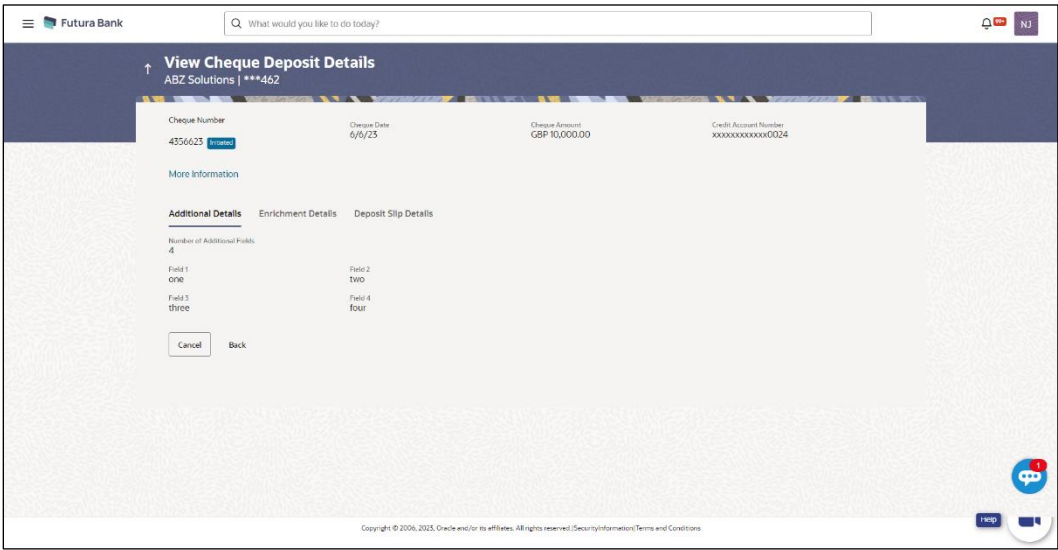 Futura Bank
What would you like to do today?
99+
NJ
View Cheque Deposit Details
ABZ Solutions | ***462
Cheque Number
Cheque Date
Cheque Amount
Credit Account Number
4356623 Initiated
6/6/23
GBP 10,000.00
xxxxxxxxxxxx0024
More Information
Additional Details Enrichment Details Deposit Slip Details
Number of Additional Fields
4
Field 1
Field 2
one
two
Field 3
Field 4
three
four
Cancel Back
1
Help
Copyright © 2006, 2023, Oracle and/or its affiliates. All rights reserved.|SecurityInformation|Terms and Conditions